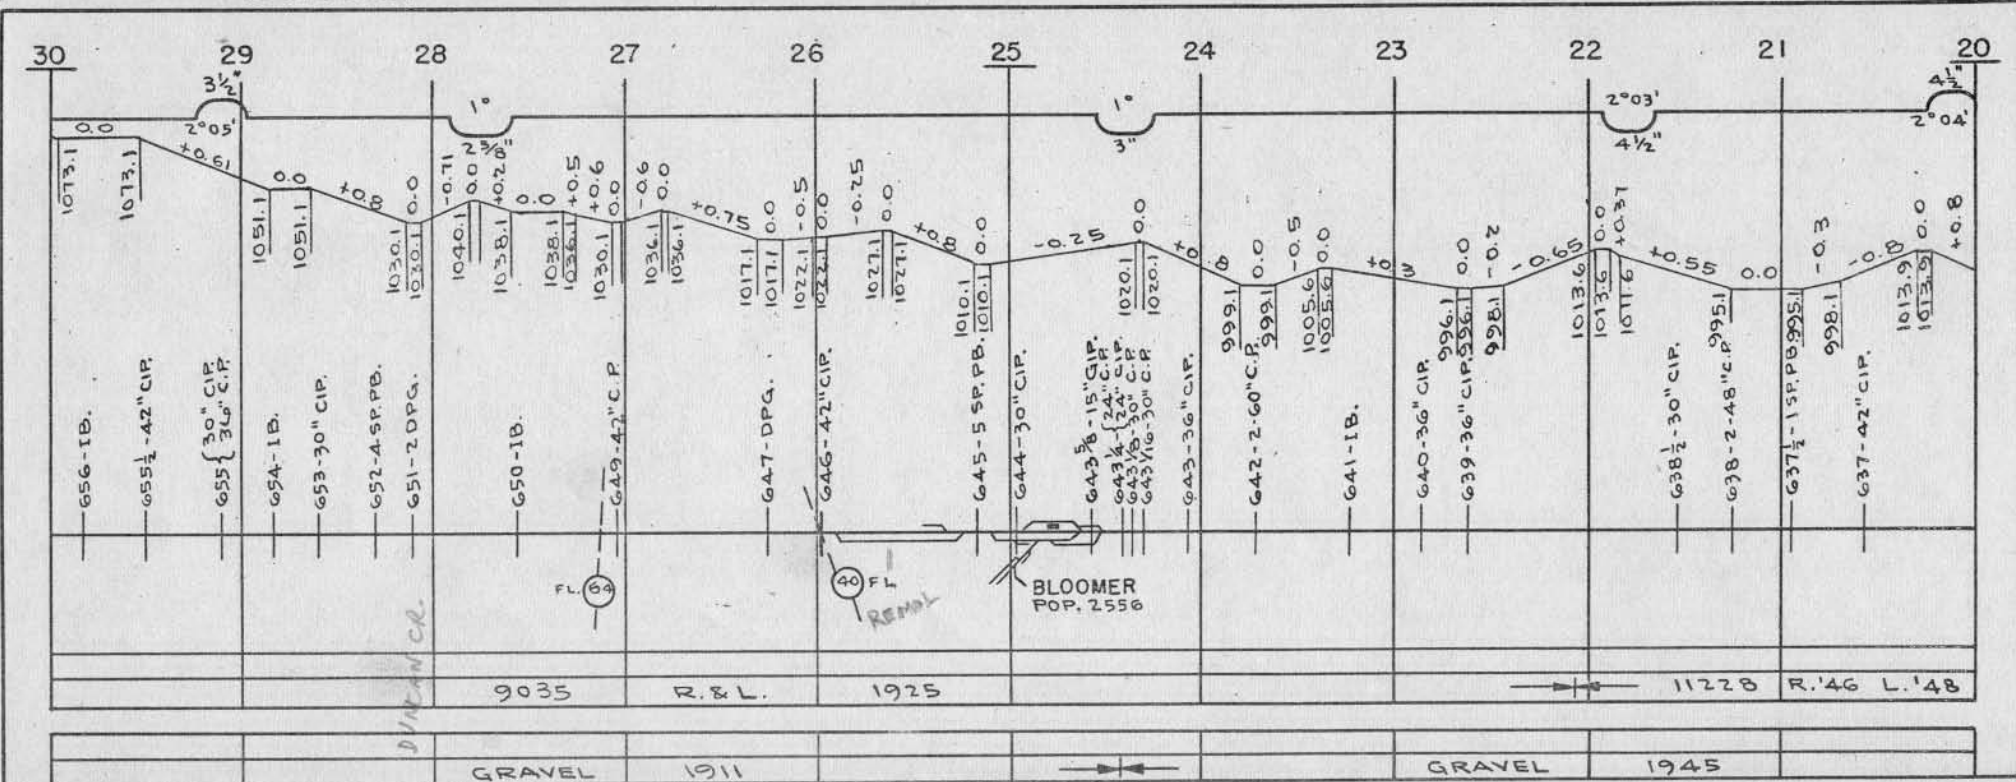 30 29 28 27 26 25 24 23 22 21 20
3½" 1° 1° 2°03' 4½"
2°05' 2⅜" 3" 4½" 2°04'
0.0 +0.61 0.0 +0.8 0.0 -0.71 0.0 +0.28 0.0 +0.5 +0.6 0.0 -0.6 0.0 +0.75 0.0 -0.5 0.0 -0.25 0.0 +0.8 0.0 -0.25 0.0 +0.8 0.0 -0.5 0.0 +0.3 0.0 -0.2 -0.65 0.0 +0.37 +0.55 0.0 -0.3 -0.8 0.0 +0.8
1073.1 1073.1 1051.1 1051.1 1030.1 1030.1 1040.1 1038.1 1038.1 1036.1 1030.1 1036.1 1036.1 1017.1 1017.1 1022.1 1022.1 1027.1 1027.1 1010.1 1010.1 1020.1 1020.1 999.1 999.1 1005.6 1005.6 996.1 996.1 998.1 1013.6 1013.6 1011.6 995.1 995.1 998.1 1013.9 1013.9
656-IB.
655½-42" CIP.
655{30" CIP.
36" C.P.
654-IB.
653-30" CIP.
652-4 SP. PB.
651-2 DPG.
650-IB.
649-42" C.P.
647-DPG.
646-42" CIP.
645-5 SP. PB.
644-30" CIP.
643⅝-15" CIP.
643¼-{24" C.P.
24" CIP.
643⅛-30" C.P.
643 1/16-30" C.P.
643-36" CIP.
642-2-60" C.P.
641-IB.
640-36" CIP.
639-36" CIP.
638½-30" CIP.
638-2-48" C.P.
637½-1 SP. PB.
637-42" CIP.
FL. 64
40 FL
REMOL
BLOOMER
POP. 2556
DUNCAN CR.
9035 R. & L. 1925 11228 R.'46 L.'48
GRAVEL 1911 GRAVEL 1945